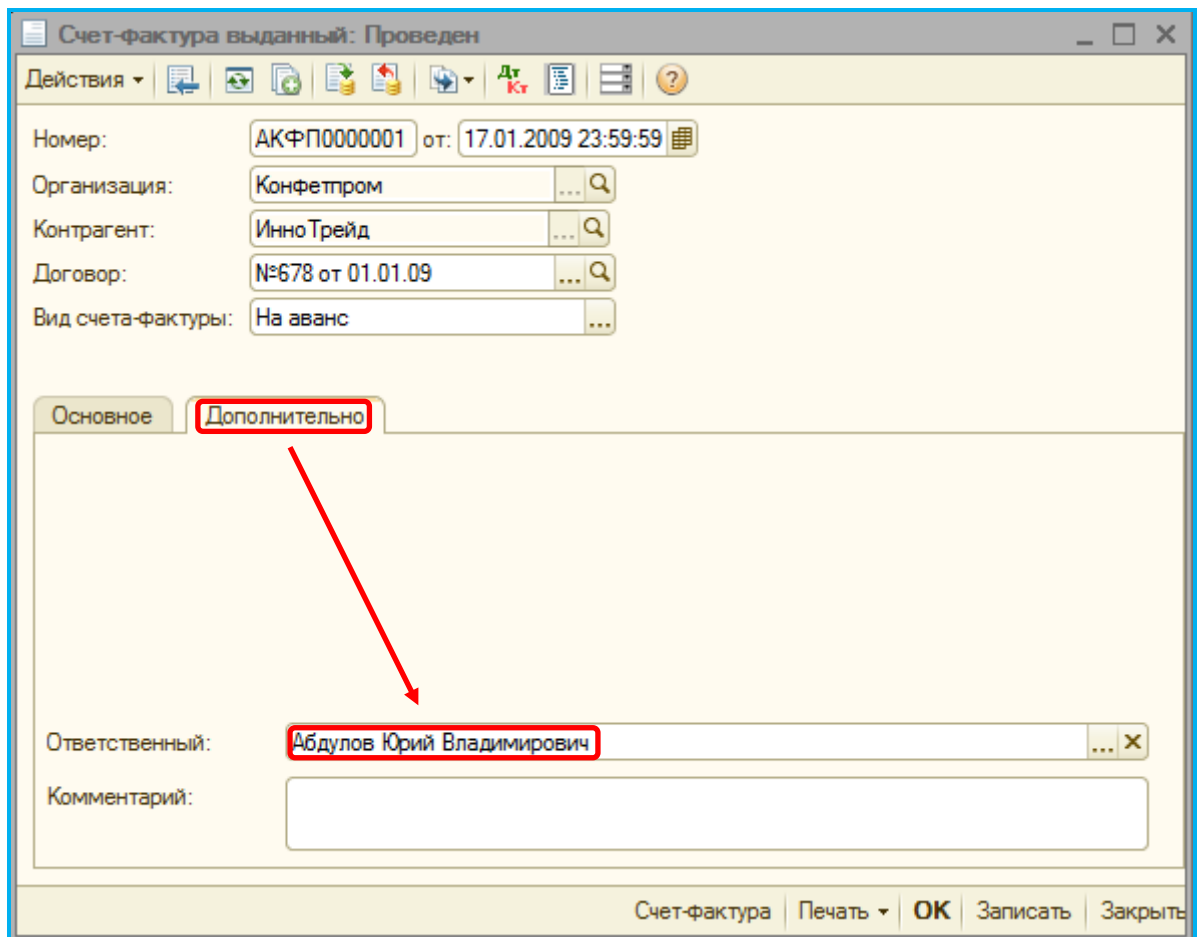 Счет-фактура выданный: Проведен
Действия Дт Кт ?
Номер: АКФП0000001 от: 17.01.2009 23:59:59
Организация: Конфетпром ...
Контрагент: ИнноТрейд ...
Договор: №678 от 01.01.09 ...
Вид счета-фактуры: На аванс ...
Основное Дополнительно
Ответственный: Абдулов Юрий Владимирович ...
Комментарий:
Счет-фактура Печать OK Записать Закрыть